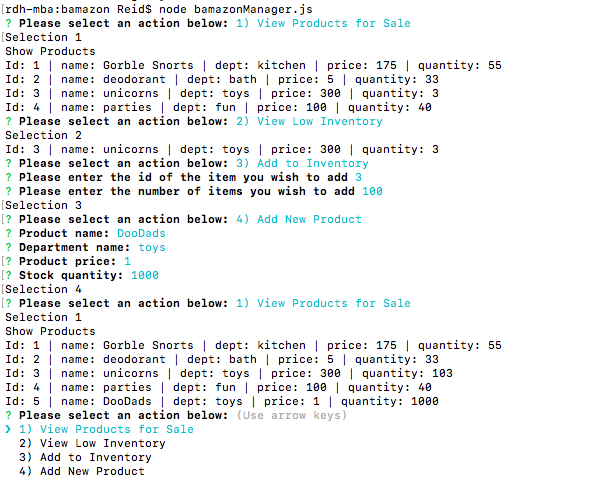 [rdh-mba:bamazon Reid$ node bamazonManager.js
? Please select an action below: 1) View Products for Sale
[Selection 1
Show Products
Id: 1 | name: Gorble Snorts | dept: kitchen | price: 175 | quantity: 55
Id: 2 | name: deodorant | dept: bath | price: 5 | quantity: 33
Id: 3 | name: unicorns | dept: toys | price: 300 | quantity: 3
Id: 4 | name: parties | dept: fun | price: 100 | quantity: 40
? Please select an action below: 2) View Low Inventory
Selection 2
Id: 3 | name: unicorns | dept: toys | price: 300 | quantity: 3
? Please select an action below: 3) Add to Inventory
? Please enter the id of the item you wish to add 3
? Please enter the number of items you wish to add 100
[Selection 3
[? Please select an action below: 4) Add New Product
? Product name: DooDads
? Department name: toys
[? Product price: 1
[? Stock quantity: 1000
[Selection 4
[? Please select an action below: 1) View Products for Sale
Selection 1
Show Products
Id: 1 | name: Gorble Snorts | dept: kitchen | price: 175 | quantity: 55
Id: 2 | name: deodorant | dept: bath | price: 5 | quantity: 33
Id: 3 | name: unicorns | dept: toys | price: 300 | quantity: 103
Id: 4 | name: parties | dept: fun | price: 100 | quantity: 40
Id: 5 | name: DooDads | dept: toys | price: 1 | quantity: 1000
? Please select an action below: (Use arrow keys)
❯ 1) View Products for Sale
2) View Low Inventory
3) Add to Inventory
4) Add New Product